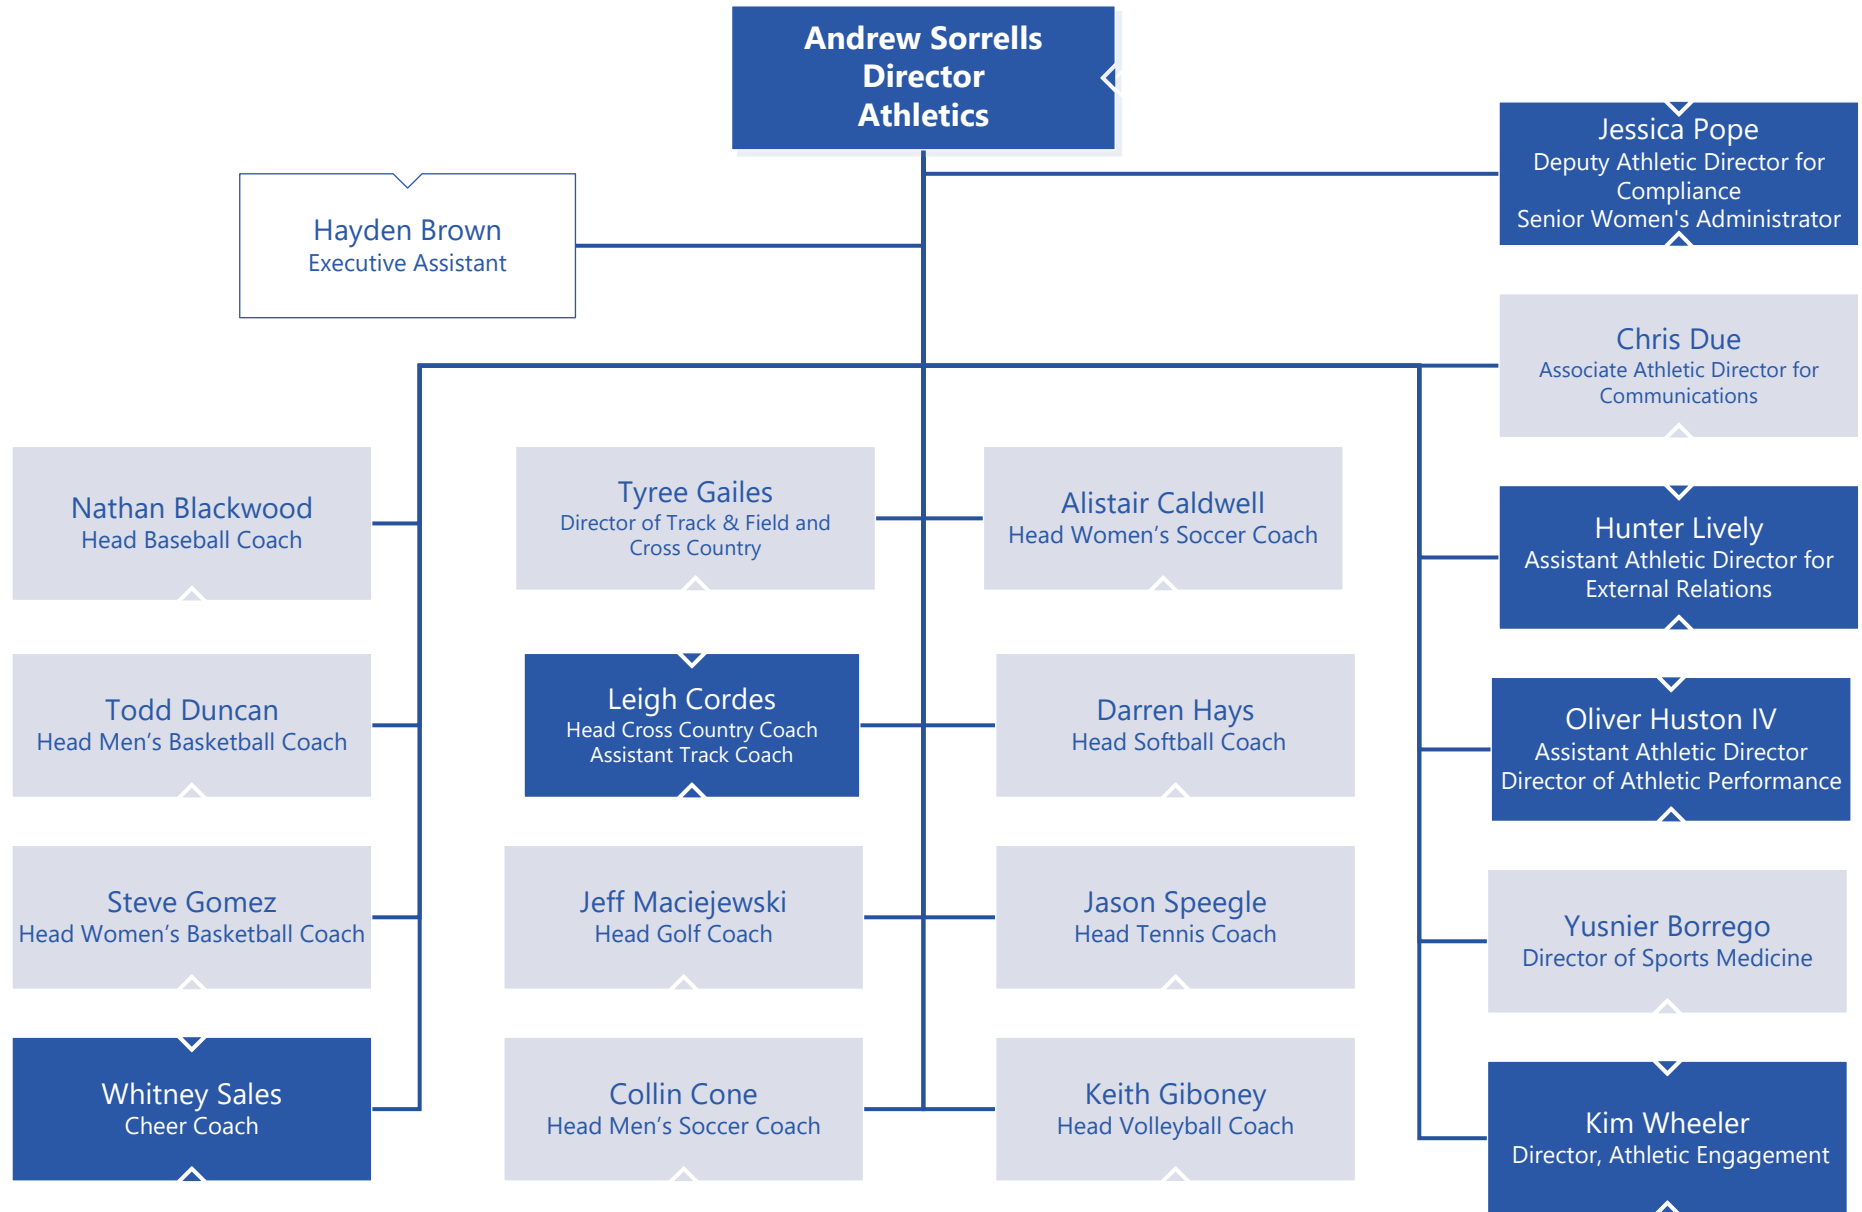 Andrew Sorrells
Director
Athletics
Jessica Pope
Deputy Athletic Director for
Compliance
Senior Women's Administrator
Hayden Brown
Executive Assistant
Chris Due
Associate Athletic Director for
Communications
Nathan Blackwood
Head Baseball Coach
Tyree Gailes
Director of Track & Field and
Cross Country
Alistair Caldwell
Head Women’s Soccer Coach
Hunter Lively
Assistant Athletic Director for
External Relations
Todd Duncan
Head Men’s Basketball Coach
Leigh Cordes
Head Cross Country Coach
Assistant Track Coach
Darren Hays
Head Softball Coach
Oliver Huston IV
Assistant Athletic Director
Director of Athletic Performance
Steve Gomez
Head Women’s Basketball Coach
Jeff Maciejewski
Head Golf Coach
Jason Speegle
Head Tennis Coach
Yusnier Borrego
Director of Sports Medicine
Whitney Sales
Cheer Coach
Collin Cone
Head Men’s Soccer Coach
Keith Giboney
Head Volleyball Coach
Kim Wheeler
Director, Athletic Engagement